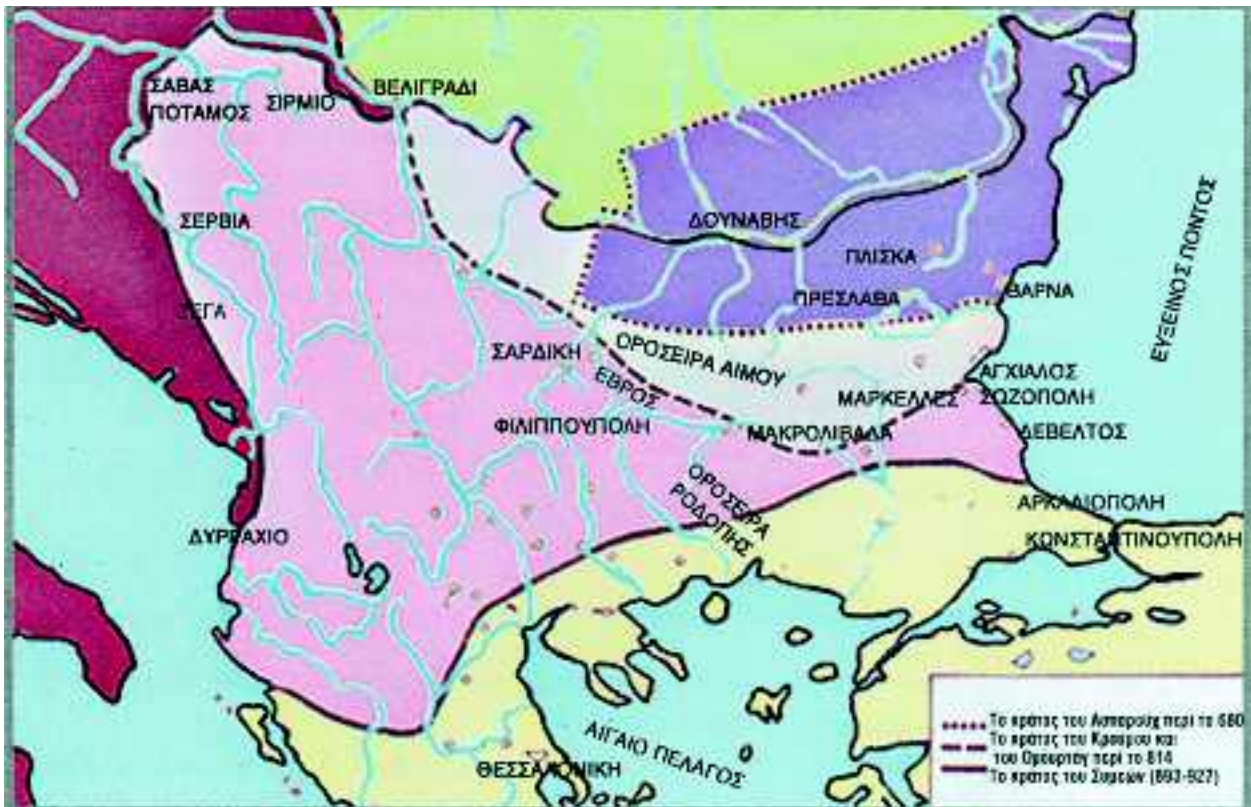 ΣΑΒΑΣ
ΠΟΤΑΜΟΣ
ΣΙΡΜΙΟ
ΒΕΛΙΓΡΑΔΙ
ΣΕΡΒΙΑ
ΔΟΥΝΑΒΗΣ
ΠΛΙΣΚΑ
ΠΡΕΣΛΑΒΑ
ΒΑΡΝΑ
ΕΥΞΕΙΝΟΣ ΠΟΝΤΟΣ
ΣΑΡΔΙΚΗ
ΟΡΟΣΕΙΡΑ ΑΙΜΟΥ
ΕΒΡΟΣ
ΑΓΧΙΑΛΟΣ
ΜΑΡΚΕΛΛΕΣ
ΣΩΖΟΠΟΛΗ
ΦΙΛΙΠΠΟΥΠΟΛΗ
ΜΑΚΡΟΛΙΒΑΔΑ
ΔΕΒΕΛΤΟΣ
ΟΡΟΣΕΙΡΑ
ΡΟΔΟΠΗΣ
ΑΡΚΑΔΙΟΠΟΛΗ
ΔΥΡΡΑΧΙΟ
ΚΩΝΣΤΑΝΤΙΝΟΥΠΟΛΗ
ΑΙΓΑΙΟ ΠΕΛΑΓΟΣ
ΘΕΣΣΑΛΟΝΙΚΗ
Το κράτος του Ασπαρούχ περί το 680
Το κράτος του Κρούμου και
του Ομουρτάγ περί το 814
Το κράτος του Συμεών (893-927)